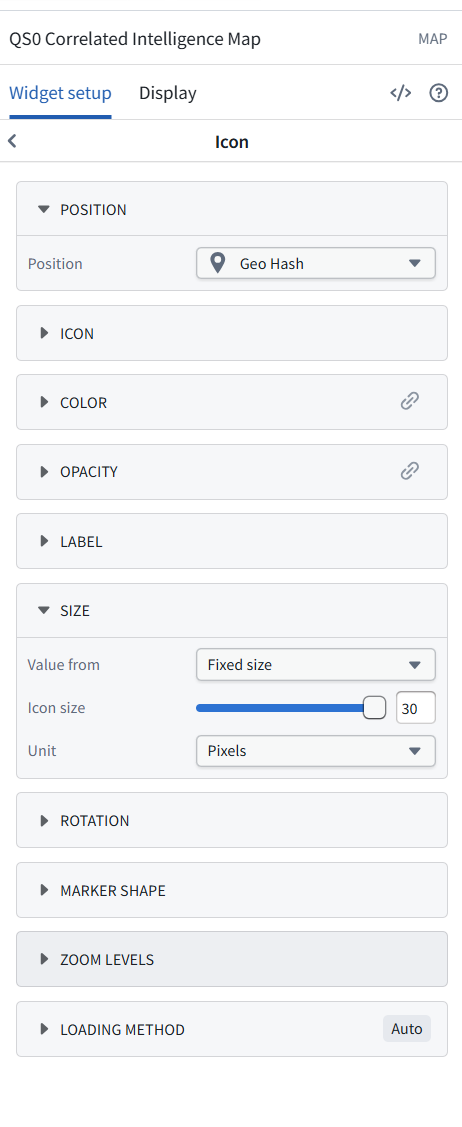 QS0 Correlated Intelligence Map
MAP
Widget setup
Display
</>
?
Icon
POSITION
Position
Geo Hash
ICON
COLOR
OPACITY
LABEL
SIZE
Value from
Fixed size
Icon size
30
Unit
Pixels
ROTATION
MARKER SHAPE
ZOOM LEVELS
LOADING METHOD
Auto